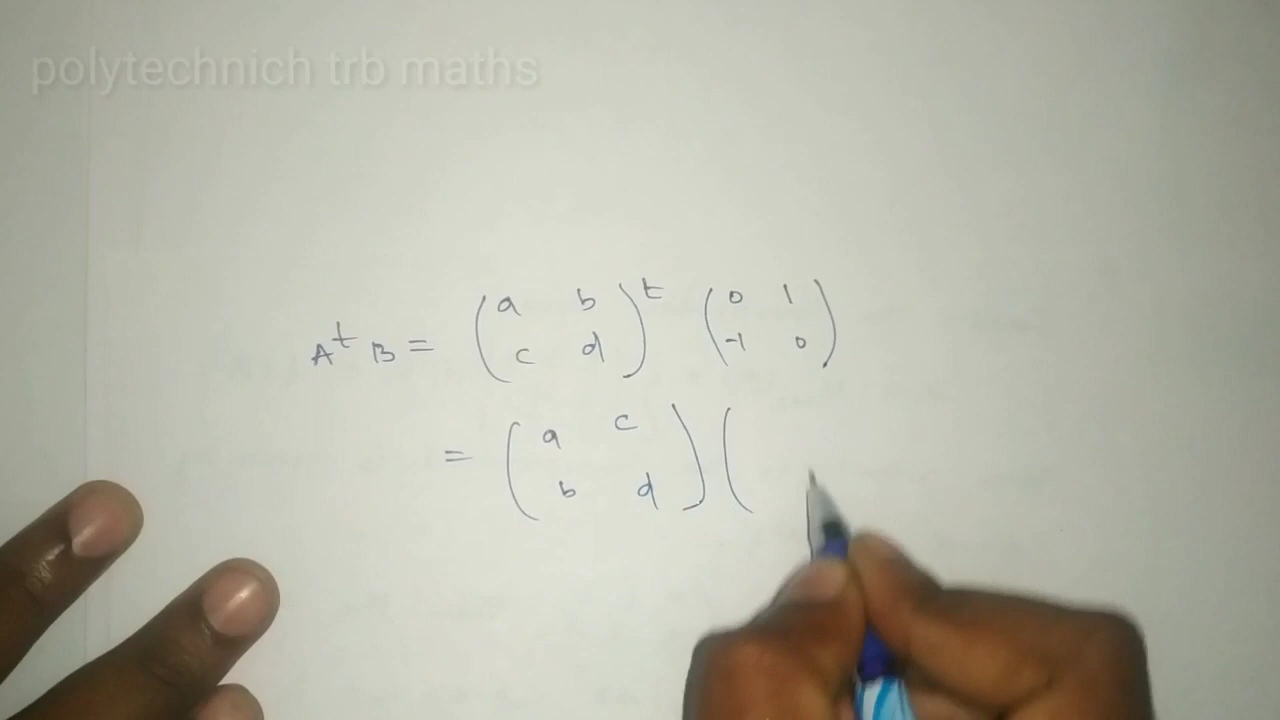 polytechnich trb maths
A^t B = ( a b ; c d )^t ( 0 1 ; -1 0 )
= ( a c ; b d ) (